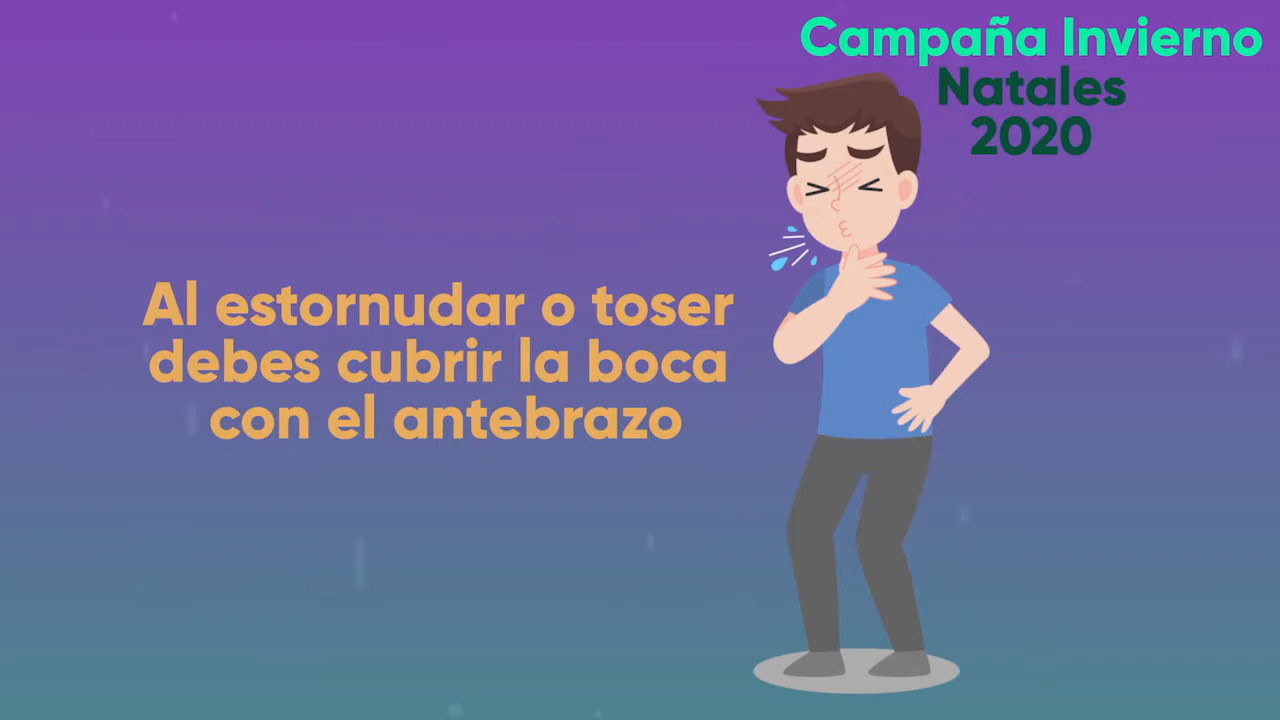 Campaña Invierno
Natales
2020
Al estornudar o toser
debes cubrir la boca
con el antebrazo